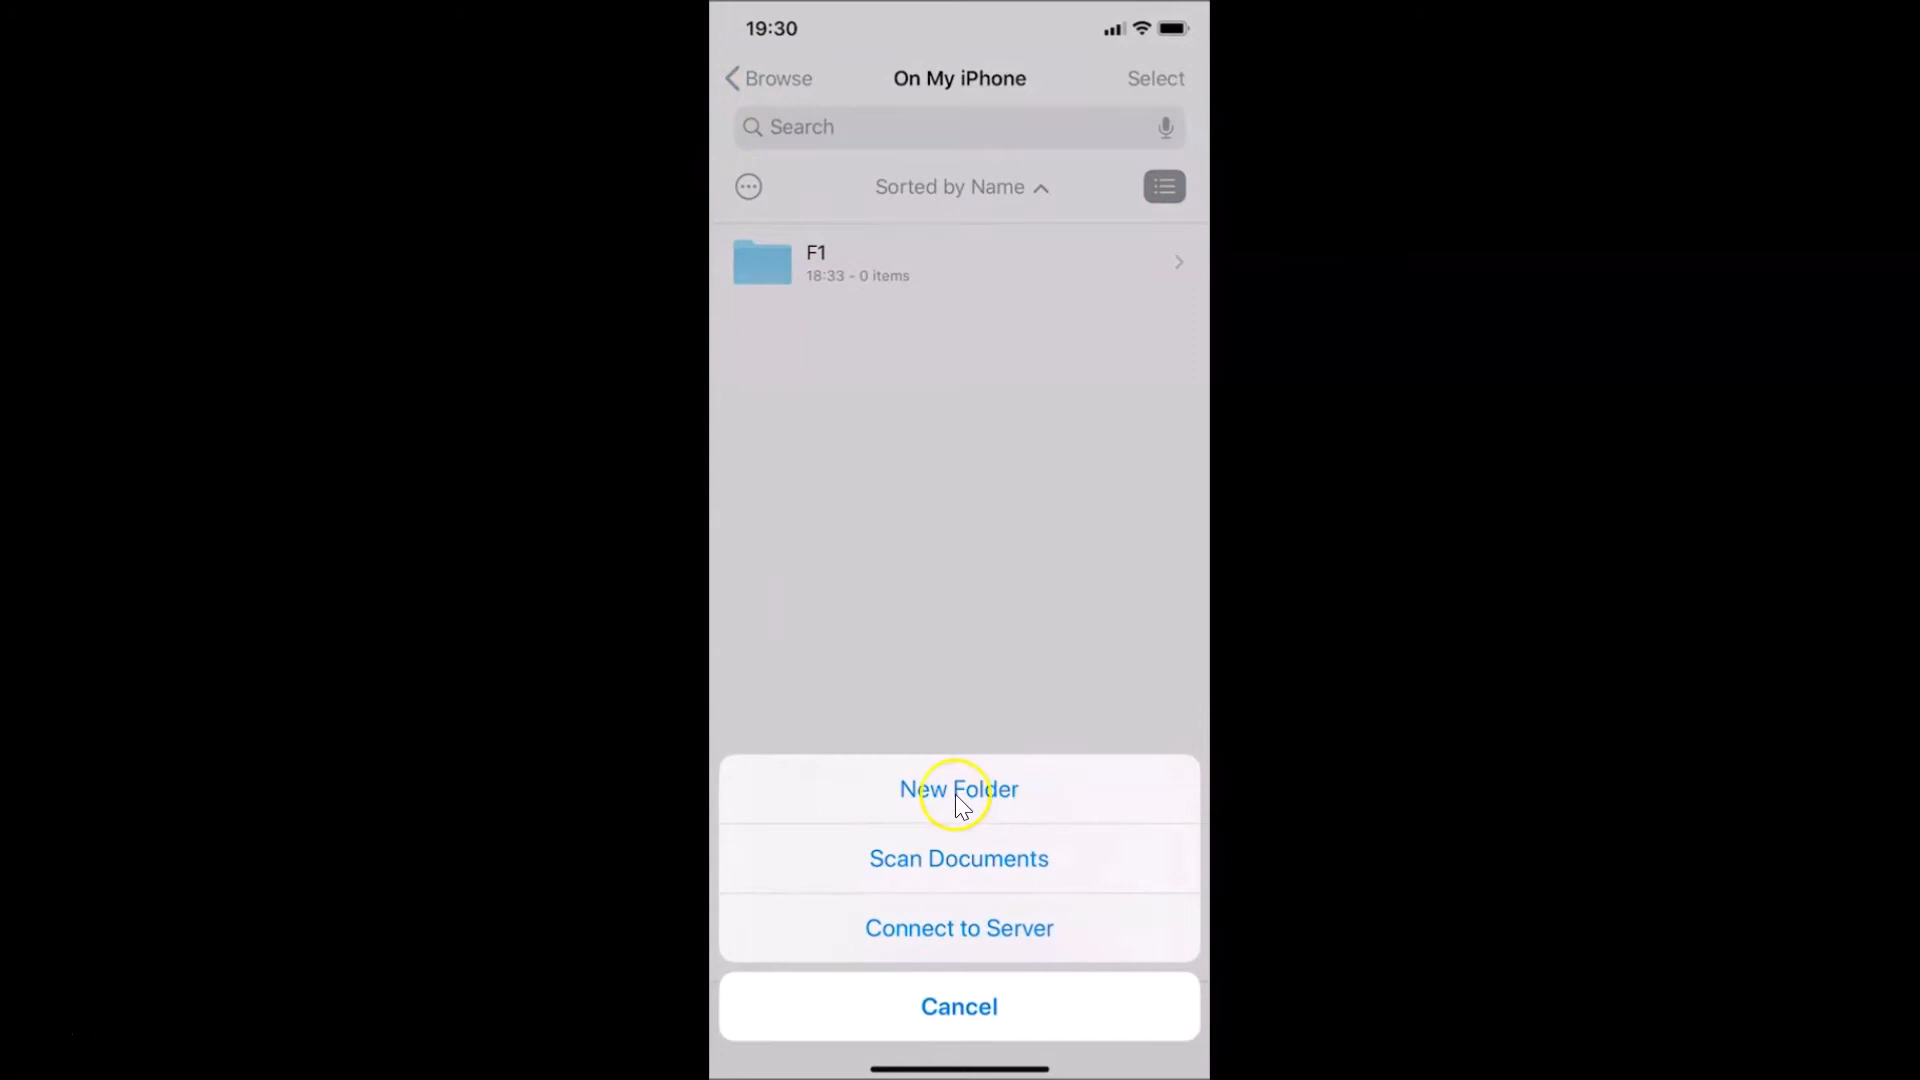 19:30
Browse
On My iPhone
Select
Search
Sorted by Name
F1
18:33 - 0 items
New Folder
Scan Documents
Connect to Server
Cancel